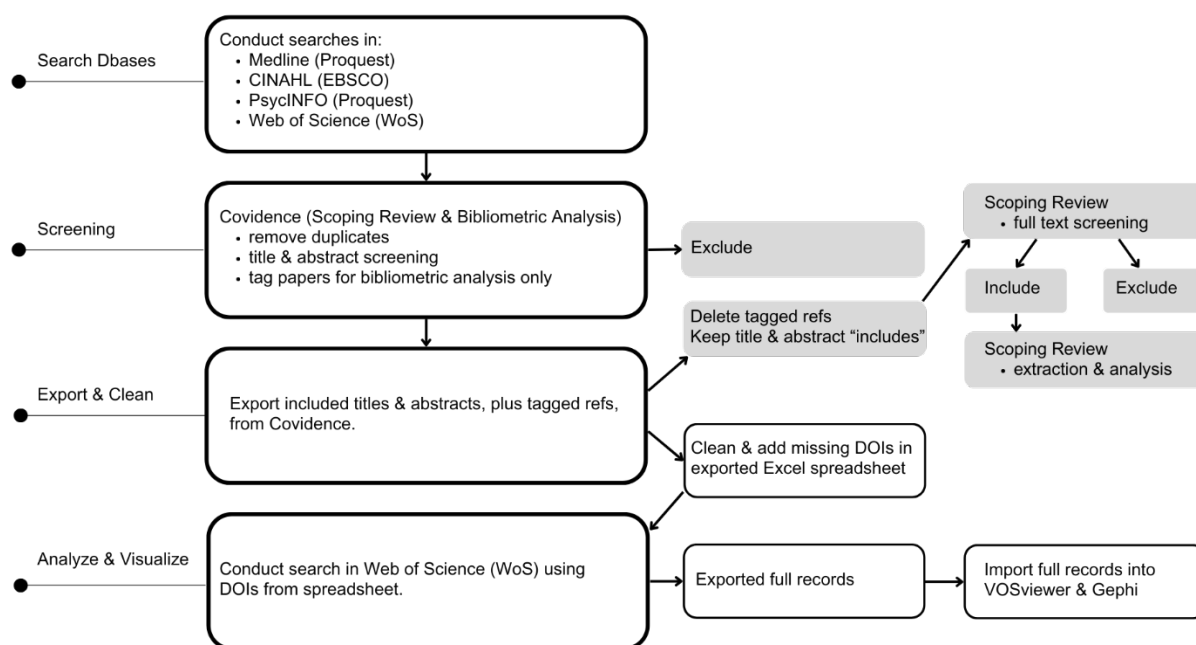 Search Dbases
Conduct searches in:
• Medline (Proquest)
• CINAHL (EBSCO)
• PsycINFO (Proquest)
• Web of Science (WoS)
Screening
Covidence (Scoping Review & Bibliometric Analysis)
• remove duplicates
• title & abstract screening
• tag papers for bibliometric analysis only
Exclude
Scoping Review
• full text screening
Include
Exclude
Scoping Review
• extraction & analysis
Delete tagged refs
Keep title & abstract “includes”
Export & Clean
Export included titles & abstracts, plus tagged refs,
from Covidence.
Clean & add missing DOIs in
exported Excel spreadsheet
Analyze & Visualize
Conduct search in Web of Science (WoS) using
DOIs from spreadsheet.
Exported full records
Import full records into
VOSviewer & Gephi